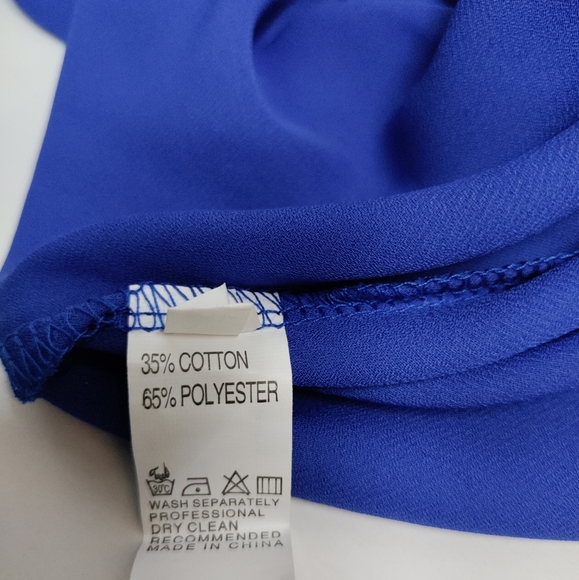 35% COTTON
65% POLYESTER
30°C
WASH SEPARATELY
PROFESSIONAL
DRY CLEAN
RECOMMENDED
MADE IN CHINA